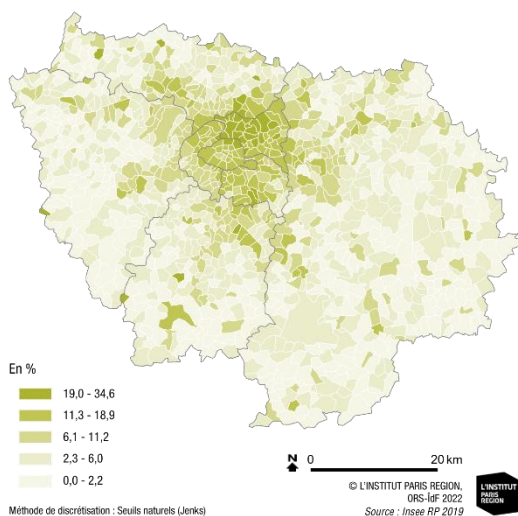 En %
19,0 - 34,6
11,3 - 18,9
6,1 - 11,2
2,3 - 6,0
0,0 - 2,2
N 0 20 km
© L'INSTITUT PARIS REGION,
ORS-ÎdF 2022
Source : Insee RP 2019
L'INSTITUT
PARIS
REGION
Méthode de discrétisation : Seuils naturels (Jenks)